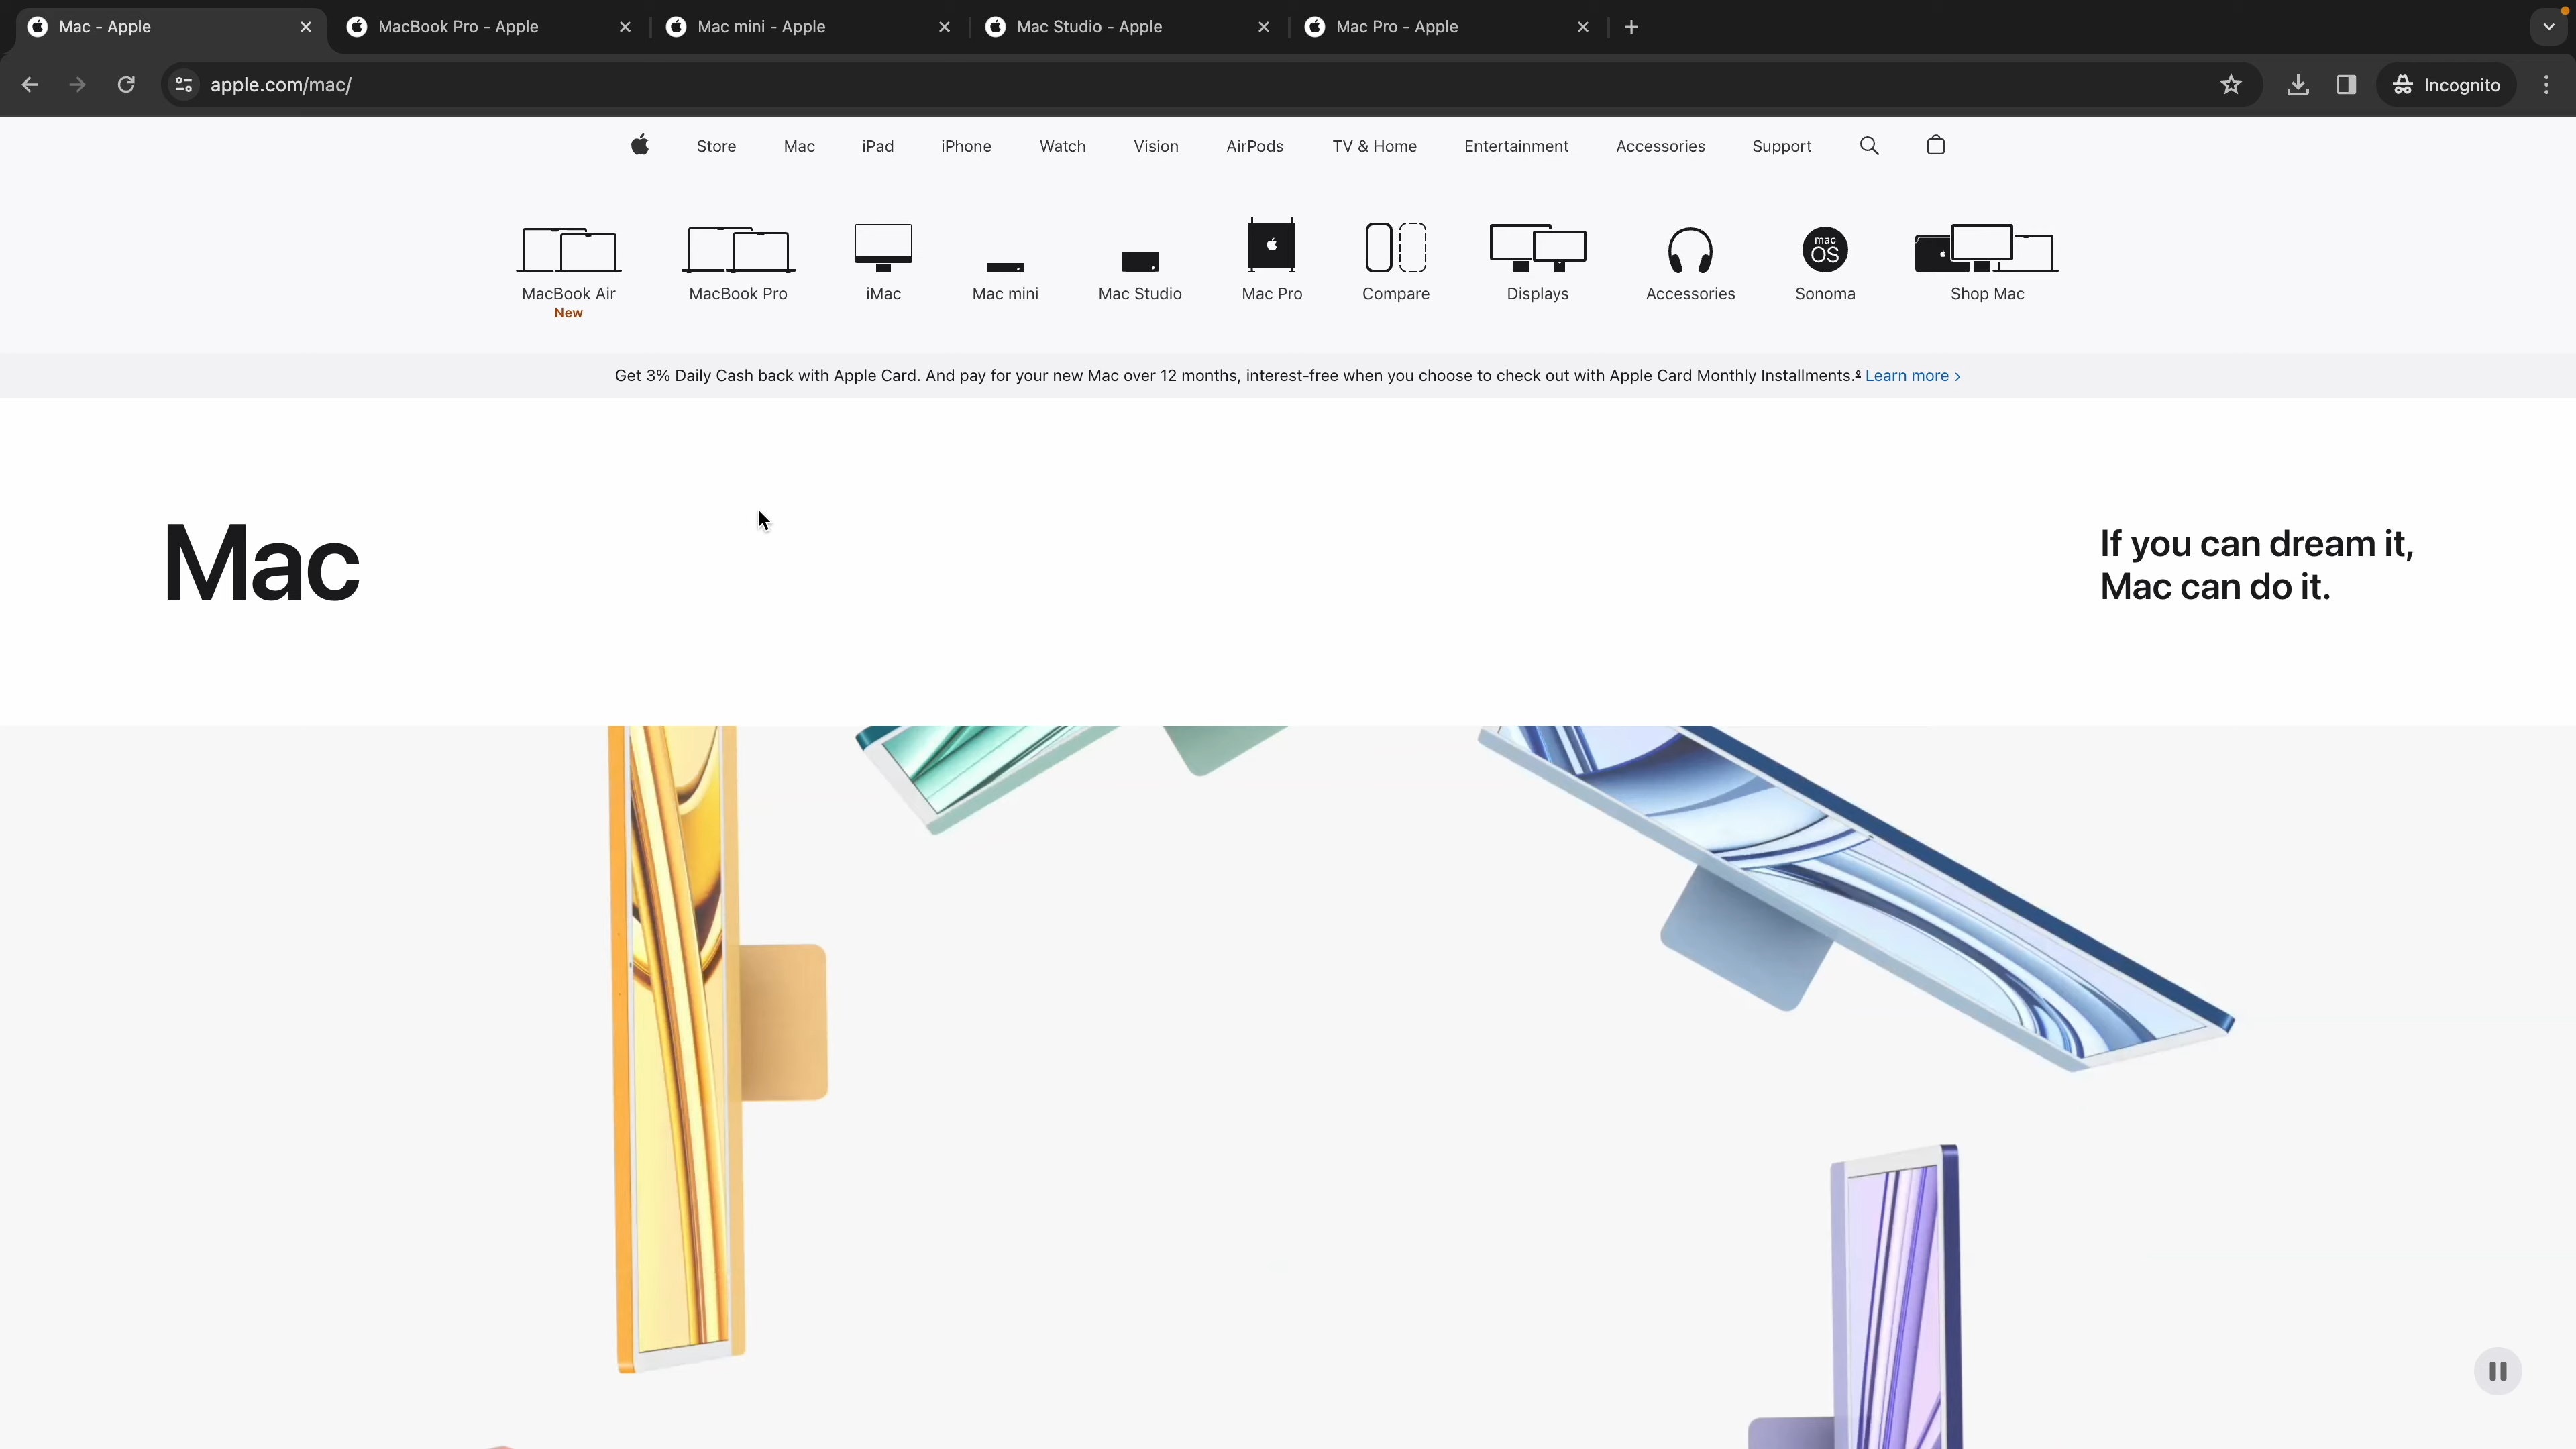 Mac - Apple
MacBook Pro - Apple
Mac mini - Apple
Mac Studio - Apple
Mac Pro - Apple
apple.com/mac/
Incognito
Store Mac iPad iPhone Watch Vision AirPods TV & Home Entertainment Accessories Support
mac
OS
MacBook Air MacBook Pro iMac Mac mini Mac Studio Mac Pro Compare Displays Accessories Sonoma Shop Mac
New
Get 3% Daily Cash back with Apple Card. And pay for your new Mac over 12 months, interest-free when you choose to check out with Apple Card Monthly Installments.◊ Learn more >
Mac
If you can dream it,
Mac can do it.